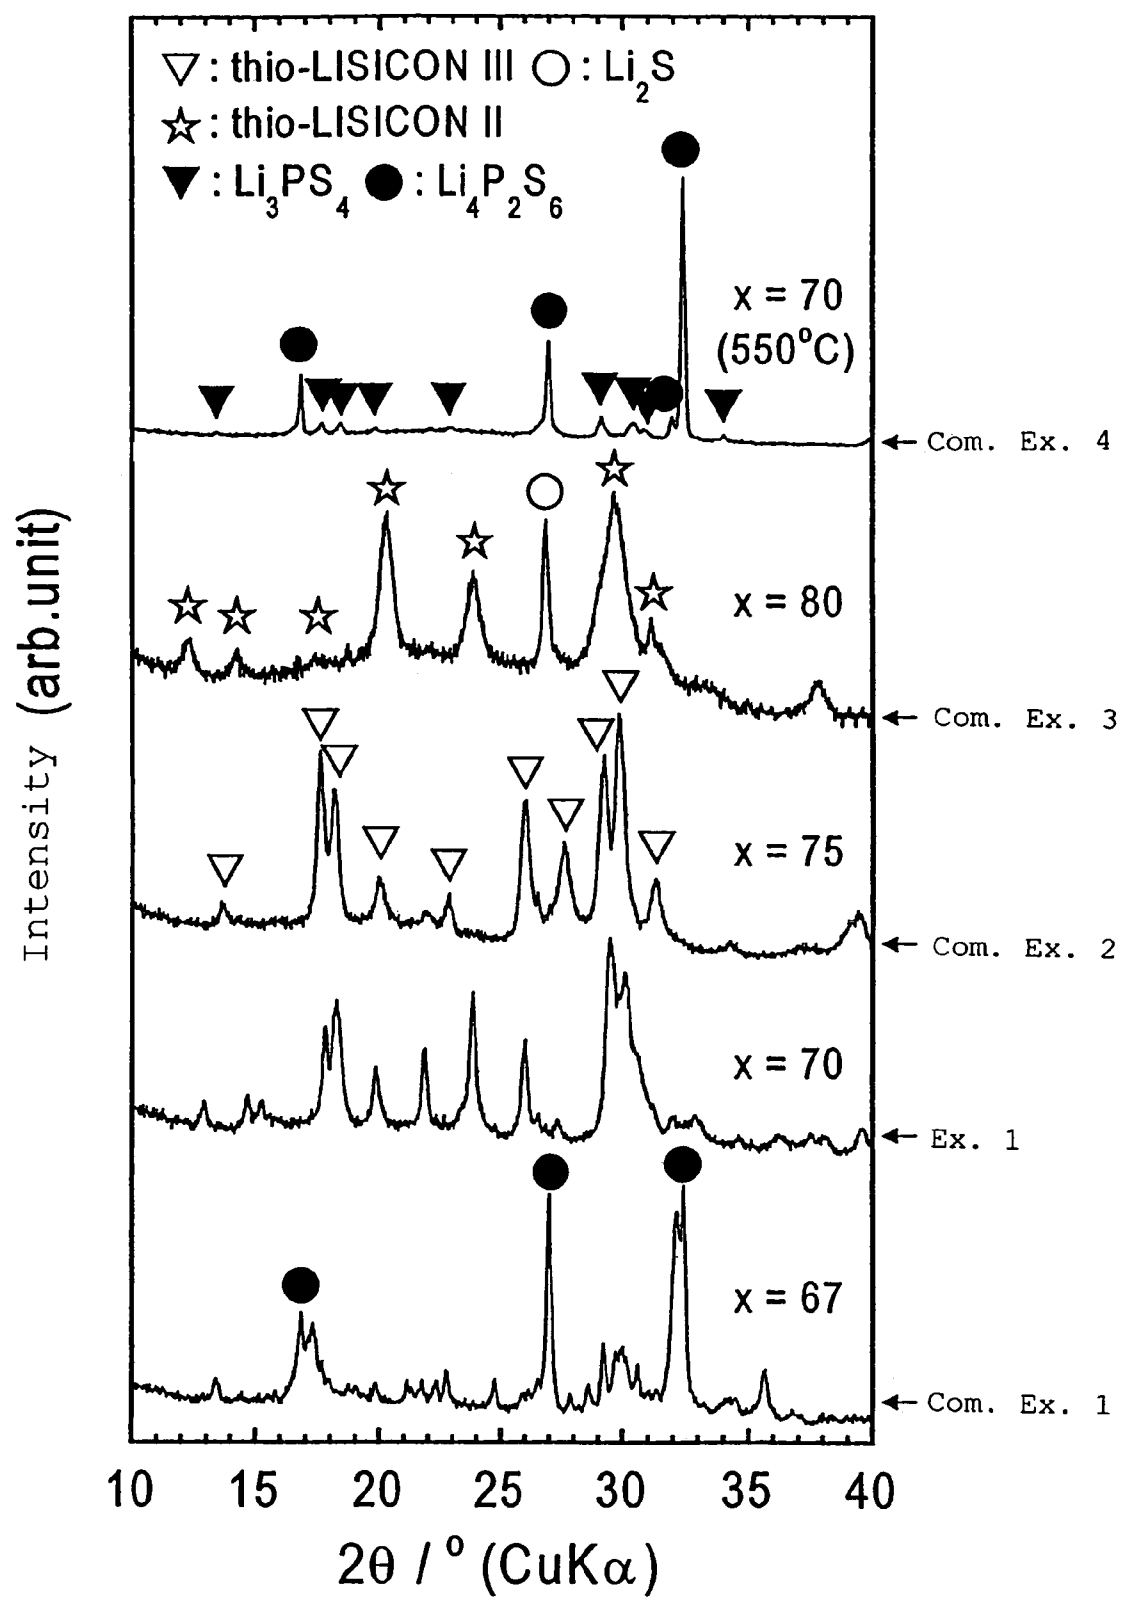 ▽ : thio-LISICON III ○ : Li₂S
☆ : thio-LISICON II
▼ : Li₃PS₄ ● : Li₄P₂S₆
x = 70
(550°C)
Com. Ex. 4
x = 80
Com. Ex. 3
x = 75
Com. Ex. 2
x = 70
Ex. 1
x = 67
Com. Ex. 1
Intensity (arb.unit)
10 15 20 25 30 35 40
2θ / ° (CuKα)